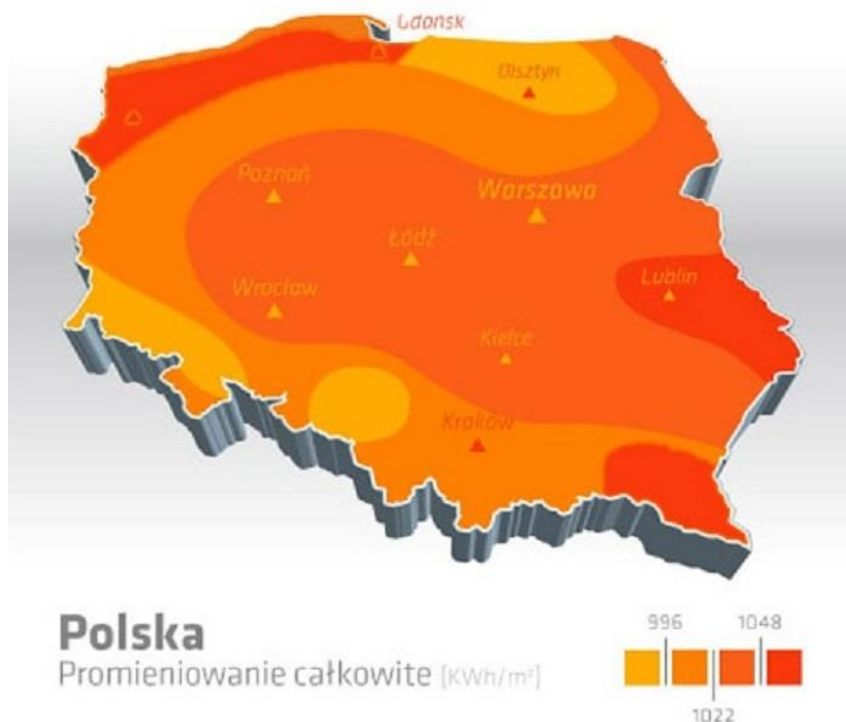 Gdańsk
Olsztyn
Poznań
Warszawa
Łódź
Lublin
Wrocław
Kielce
Kraków
Polska
Promieniowanie całkowite [KWh/m²]
996 1048
1022